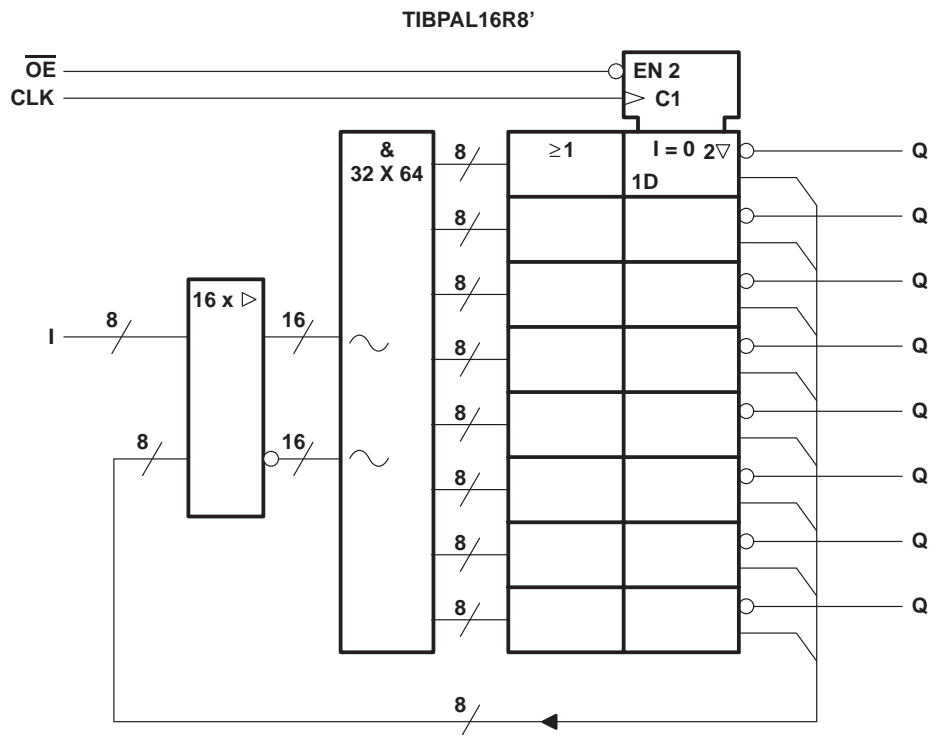 TIBPAL16R8’
OE
EN 2
CLK
C1
&
32 X 64
8
≥1
I = 0 2▽
Q
1D
8
Q
8
Q
16 x ▷
I
8
16
8
Q
8
Q
8
16
8
Q
8
Q
8
Q
8